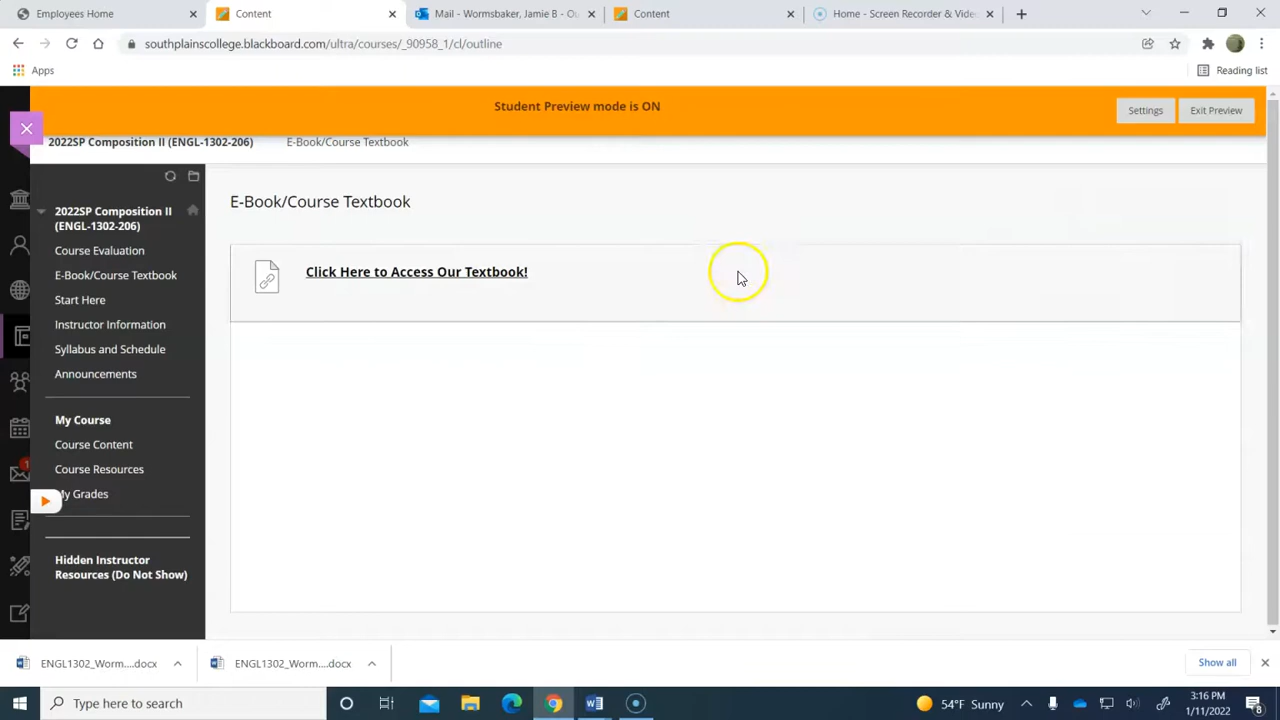 Employees Home
Content
Mail - Wormsbaker, Jamie B - Ou
Content
Home - Screen Recorder & Vide
southplainscollege.blackboard.com/ultra/courses/_90958_1/cl/outline
Apps
Reading list
Student Preview mode is ON
Settings
Exit Preview
2022SP Composition II (ENGL-1302-206)
E-Book/Course Textbook
2022SP Composition II
(ENGL-1302-206)
Course Evaluation
E-Book/Course Textbook
Start Here
Instructor Information
Syllabus and Schedule
Announcements
My Course
Course Content
Course Resources
My Grades
Hidden Instructor
Resources (Do Not Show)
E-Book/Course Textbook
Click Here to Access Our Textbook!
1
ENGL1302_Worm....docx
ENGL1302_Worm....docx
Show all
Type here to search
54°F Sunny
3:16 PM
1/11/2022
8